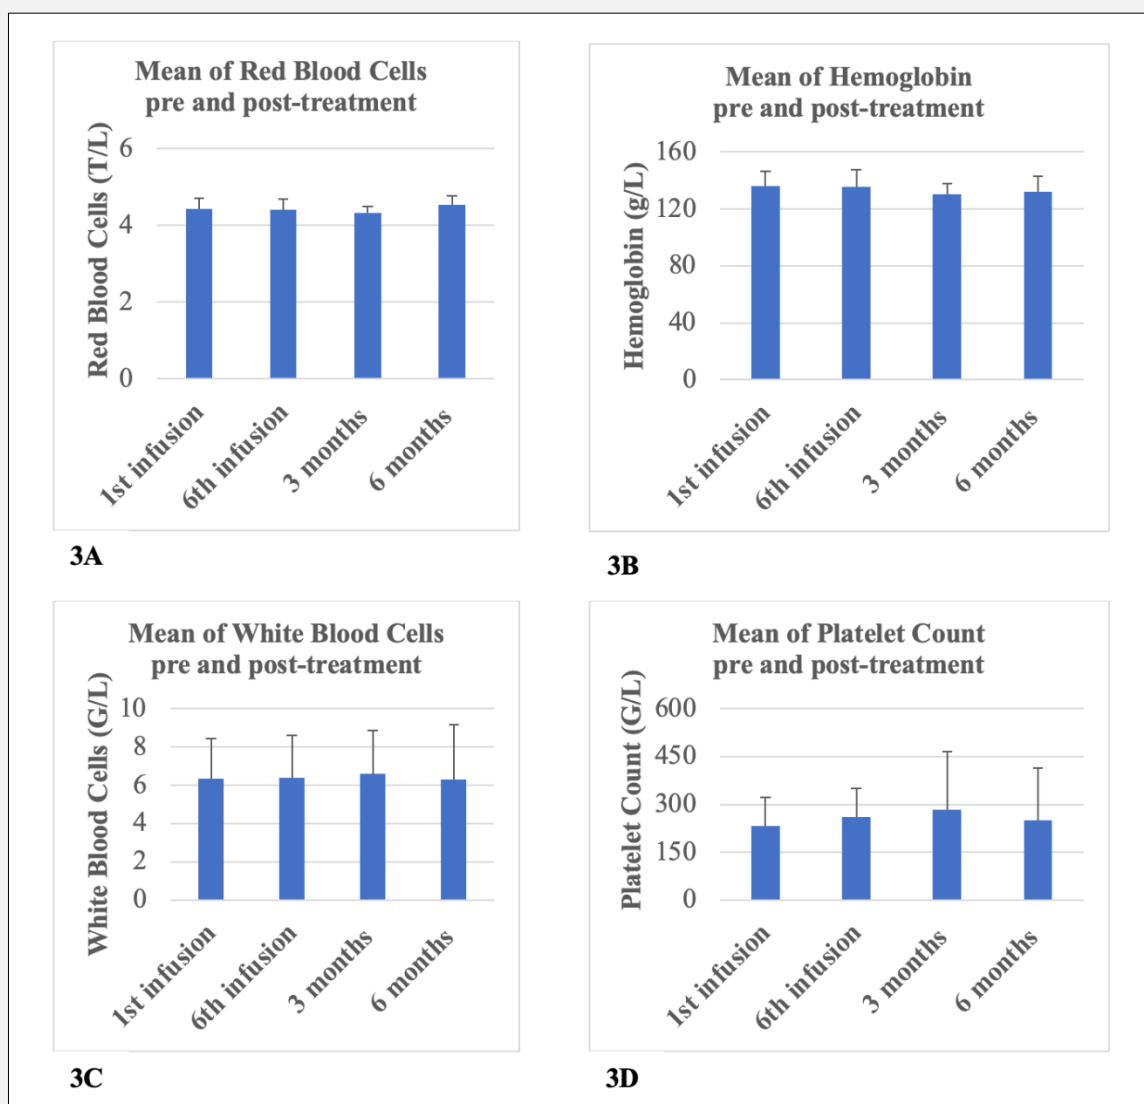 Mean of Red Blood Cells
pre and post-treatment
Red Blood Cells (T/L)
6
4
2
0
1st infusion
6th infusion
3 months
6 months
3A
Mean of Hemoglobin
pre and post-treatment
Hemoglobin (g/L)
160
120
80
40
0
1st infusion
6th infusion
3 months
6 months
3B
Mean of White Blood Cells
pre and post-treatment
White Blood Cells (G/L)
10
8
6
4
2
0
1st infusion
6th infusion
3 months
6 months
3C
Mean of Platelet Count
pre and post-treatment
Platelet Count (G/L)
600
450
300
150
0
1st infusion
6th infusion
3 months
6 months
3D